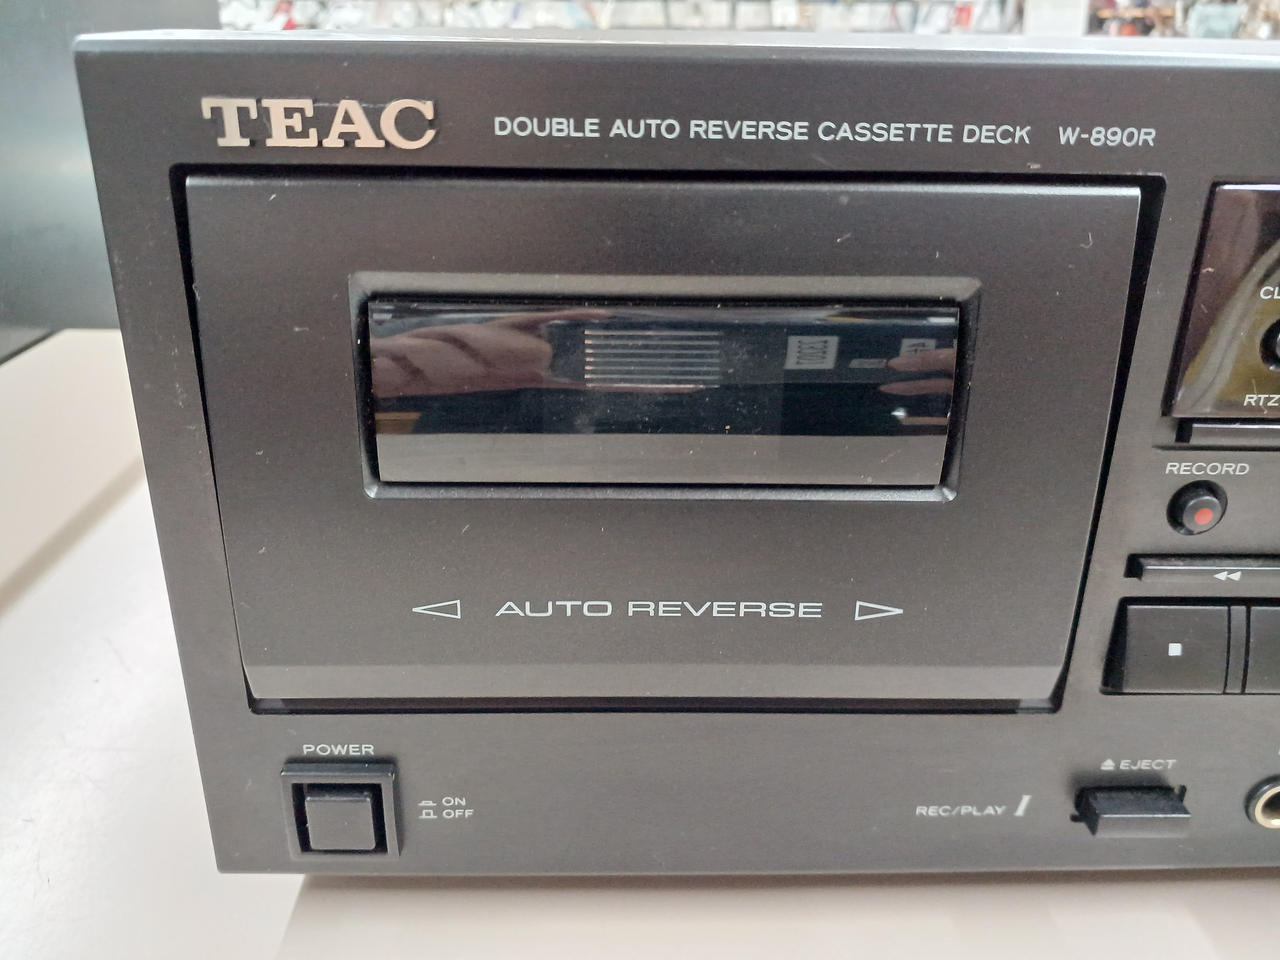 TEAC
DOUBLE AUTO REVERSE CASSETTE DECK W-890R
RECORD
AUTO REVERSE
POWER
ON
OFF
EJECT
REC/PLAY I